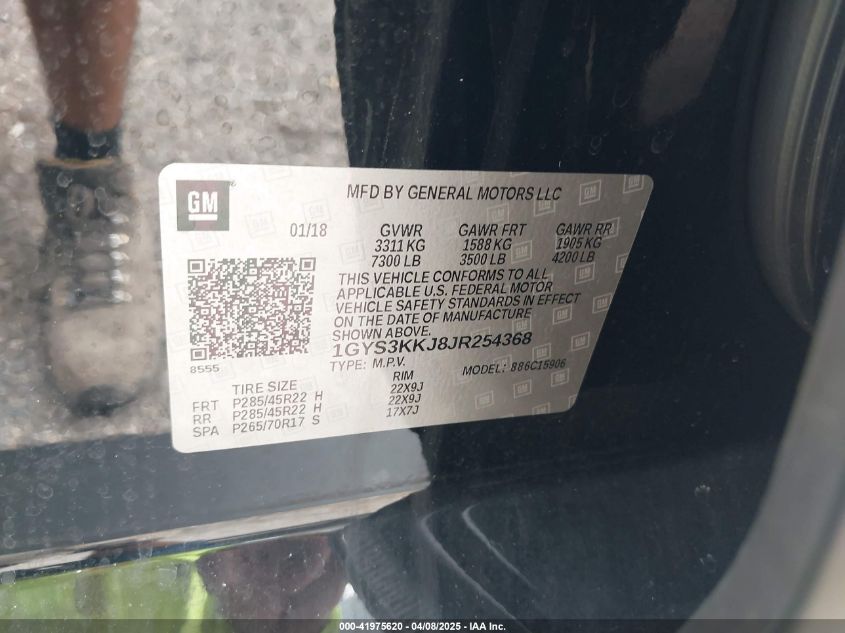 GM
MFD BY GENERAL MOTORS LLC
01/18 GVWR GAWR FRT GAWR RR
3311 KG 1588 KG 1905 KG
7300 LB 3500 LB 4200 LB
THIS VEHICLE CONFORMS TO ALL
APPLICABLE U.S. FEDERAL MOTOR
VEHICLE SAFETY STANDARDS IN EFFECT
ON THE DATE OF MANUFACTURE
SHOWN ABOVE.
1GYS3KKJ8JR254368
8555 TYPE: M.P.V. MODEL: 886C15906
TIRE SIZE RIM
FRT P285/45R22 H 22X9J
RR P285/45R22 H 22X9J
SPA P265/70R17 S 17X7J
000-41975620 - 04/08/2025 - IAA Inc.